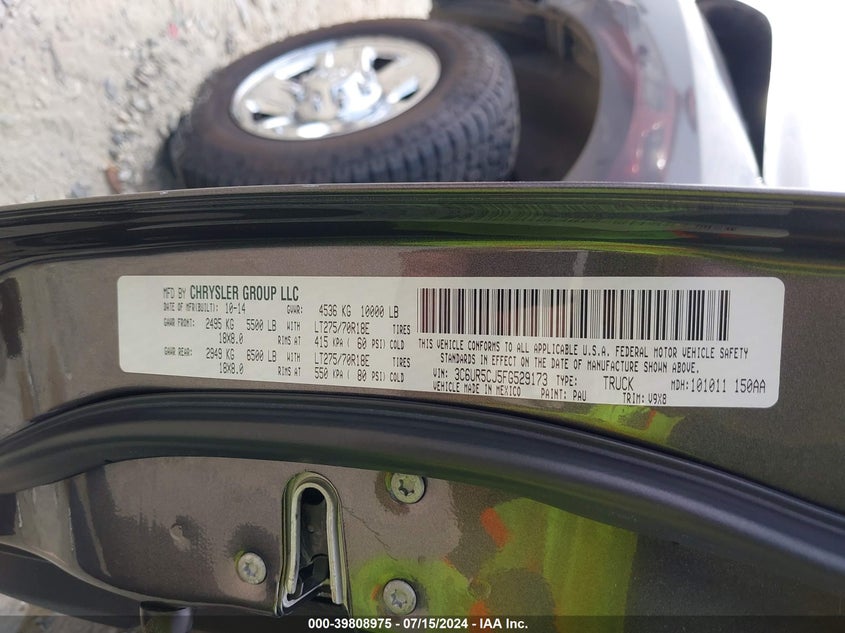 MFD BY CHRYSLER GROUP LLC
DATE OF MFR(BUILT): 10-14 GVWR: 4536 KG 10000 LB
GAWR FRONT: 2495 KG 5500 LB WITH LT275/70R18E TIRES
18X8.0 RIMS AT 415 KPA ( 60 PSI) COLD
GAWR REAR: 2949 KG 6500 LB WITH LT275/70R18E TIRES
18X8.0 RIMS AT 550 KPA ( 80 PSI) COLD
THIS VEHICLE CONFORMS TO ALL APPLICABLE U.S.A. FEDERAL MOTOR VEHICLE SAFETY
STANDARDS IN EFFECT ON THE DATE OF MANUFACTURE SHOWN ABOVE.
VIN: 3C6UR5CJ5FG529173 TYPE: TRUCK MDH: 101011 150AA
VEHICLE MADE IN MEXICO PAINT: PAU TRIM: V9X8
000-39808975 - 07/15/2024 - IAA Inc.